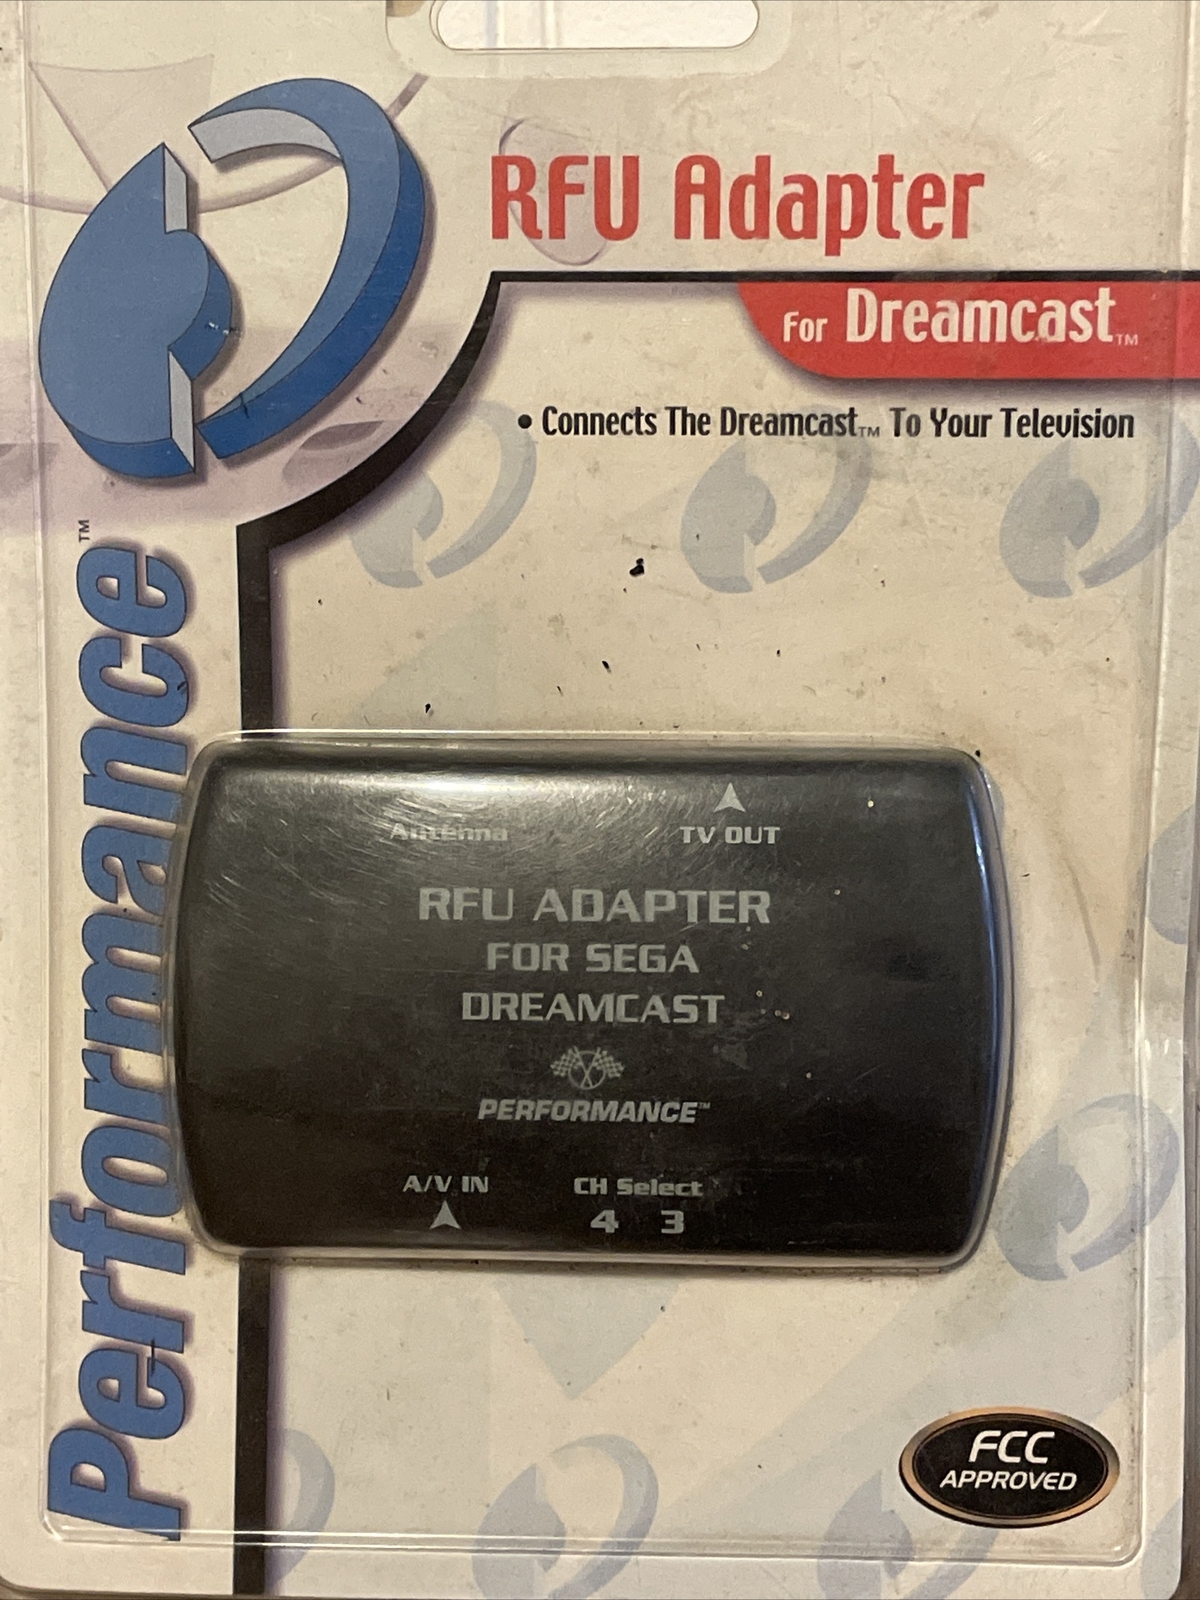 RFU Adapter
For Dreamcast™
• Connects The Dreamcast™ To Your Television
Performance™
Antenna
TV OUT
RFU ADAPTER
FOR SEGA
DREAMCAST
PERFORMANCE™
A/V IN
CH Select
4 3
FCC
APPROVED